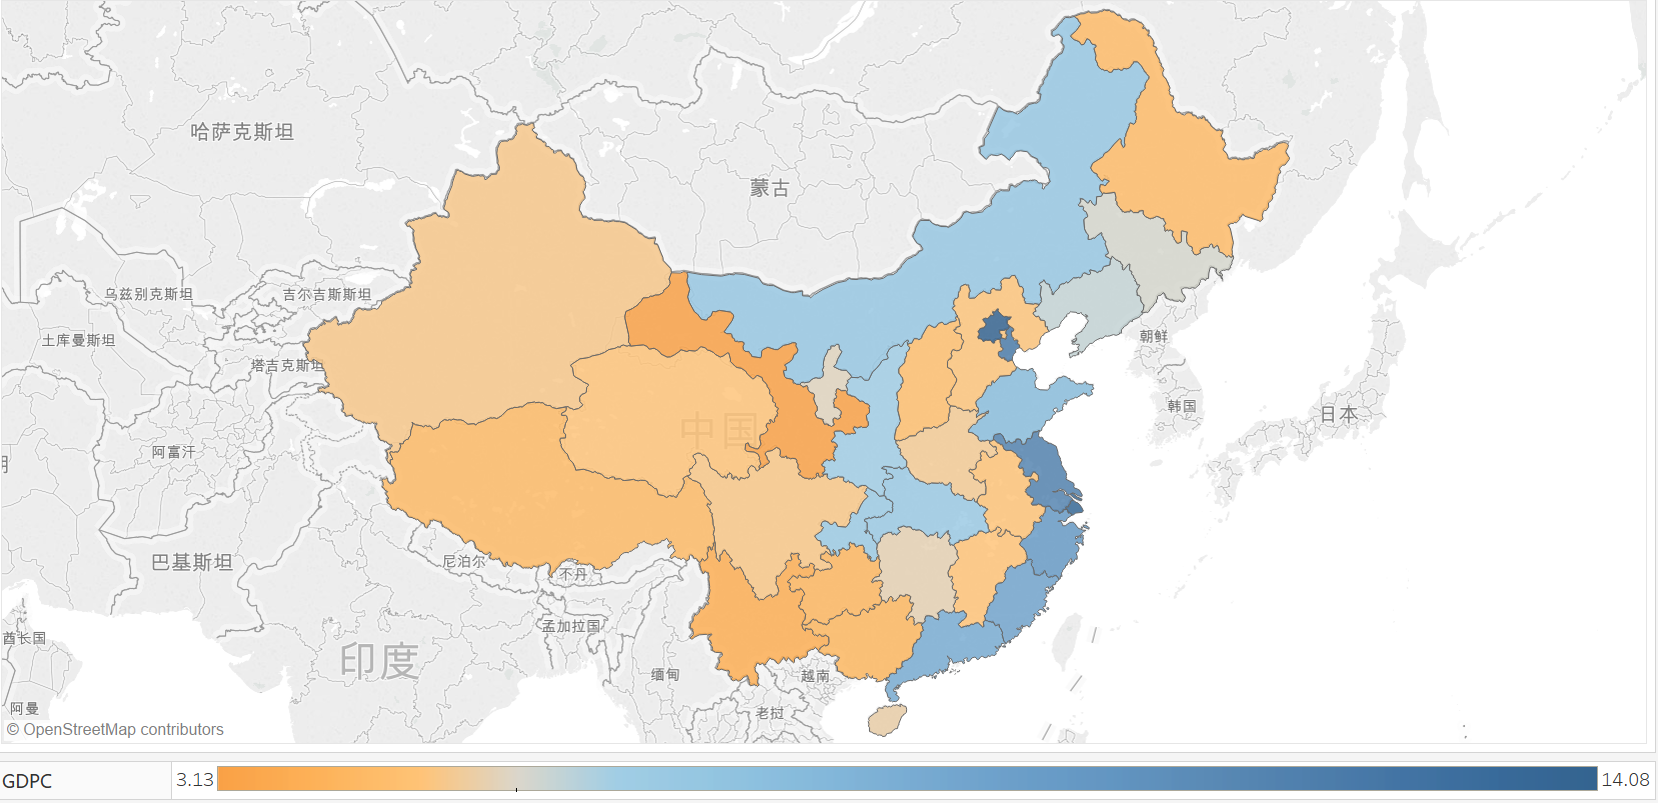 哈萨克斯坦
蒙古
乌兹别克斯坦
吉尔吉斯斯坦
土库曼斯坦
塔吉克斯坦
朝鲜
韩国
日本
中国
阿富汗
巴基斯坦
尼泊尔
不丹
酋长国
孟加拉国
印度
缅甸
越南
阿曼
老挝
© OpenStreetMap contributors
GDPC 3.13 14.08